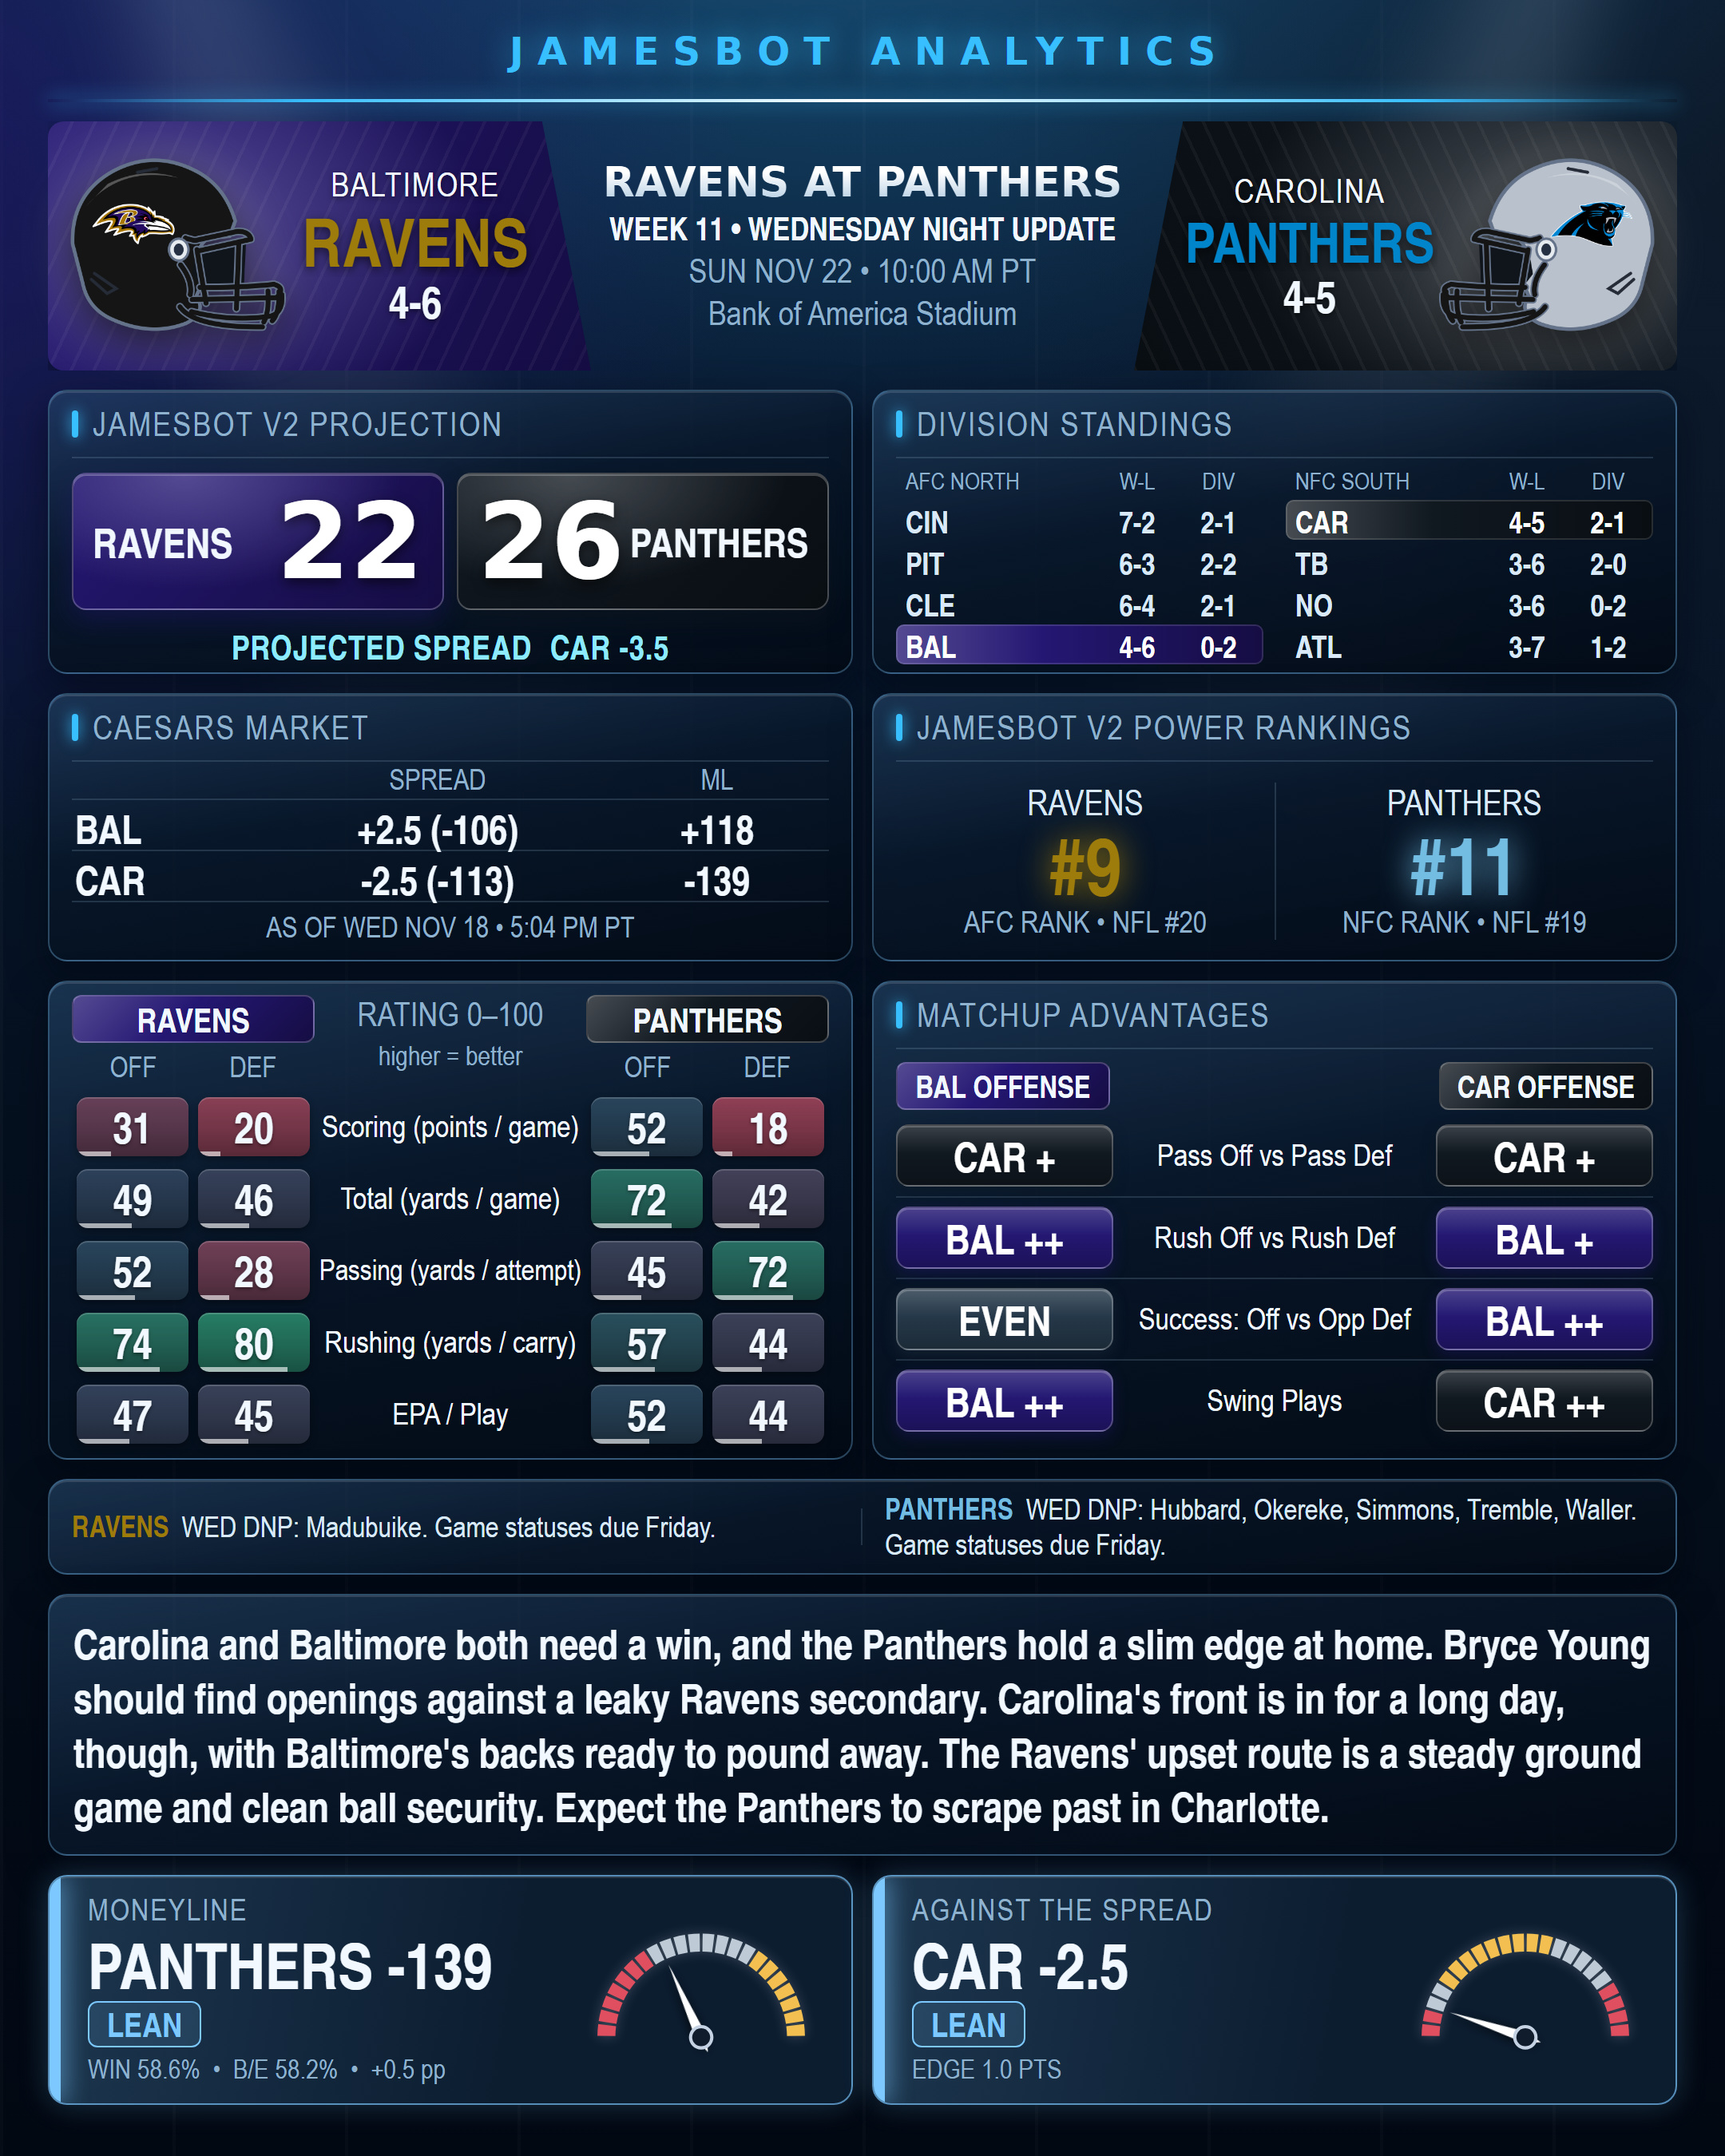 JAMESBOT ANALYTICS
BALTIMORE
RAVENS
4-6
RAVENS AT PANTHERS
WEEK 11 • WEDNESDAY NIGHT UPDATE
SUN NOV 22 • 10:00 AM PT
Bank of America Stadium
CAROLINA
PANTHERS
4-5
JAMESBOT V2 PROJECTION
RAVENS 22
26 PANTHERS
PROJECTED SPREAD CAR -3.5
DIVISION STANDINGS
AFC NORTH W-L DIV NFC SOUTH W-L DIV
CIN 7-2 2-1 CAR 4-5 2-1
PIT 6-3 2-2 TB 3-6 2-0
CLE 6-4 2-1 NO 3-6 0-2
BAL 4-6 0-2 ATL 3-7 1-2
CAESARS MARKET
SPREAD ML
BAL +2.5 (-106) +118
CAR -2.5 (-113) -139
AS OF WED NOV 18 • 5:04 PM PT
JAMESBOT V2 POWER RANKINGS
RAVENS
#9
AFC RANK • NFL #20
PANTHERS
#11
NFC RANK • NFL #19
RAVENS RATING 0–100 PANTHERS
OFF DEF higher = better OFF DEF
31 20 Scoring (points / game) 52 18
49 46 Total (yards / game) 72 42
52 28 Passing (yards / attempt) 45 72
74 80 Rushing (yards / carry) 57 44
47 45 EPA / Play 52 44
MATCHUP ADVANTAGES
BAL OFFENSE CAR OFFENSE
CAR + Pass Off vs Pass Def CAR +
BAL ++ Rush Off vs Rush Def BAL +
EVEN Success: Off vs Opp Def BAL ++
BAL ++ Swing Plays CAR ++
RAVENS WED DNP: Madubuike. Game statuses due Friday.
PANTHERS WED DNP: Hubbard, Okereke, Simmons, Tremble, Waller.
Game statuses due Friday.
Carolina and Baltimore both need a win, and the Panthers hold a slim edge at home. Bryce Young
should find openings against a leaky Ravens secondary. Carolina's front is in for a long day,
though, with Baltimore's backs ready to pound away. The Ravens' upset route is a steady ground
game and clean ball security. Expect the Panthers to scrape past in Charlotte.
MONEYLINE
PANTHERS -139
LEAN
WIN 58.6% • B/E 58.2% • +0.5 pp
AGAINST THE SPREAD
CAR -2.5
LEAN
EDGE 1.0 PTS